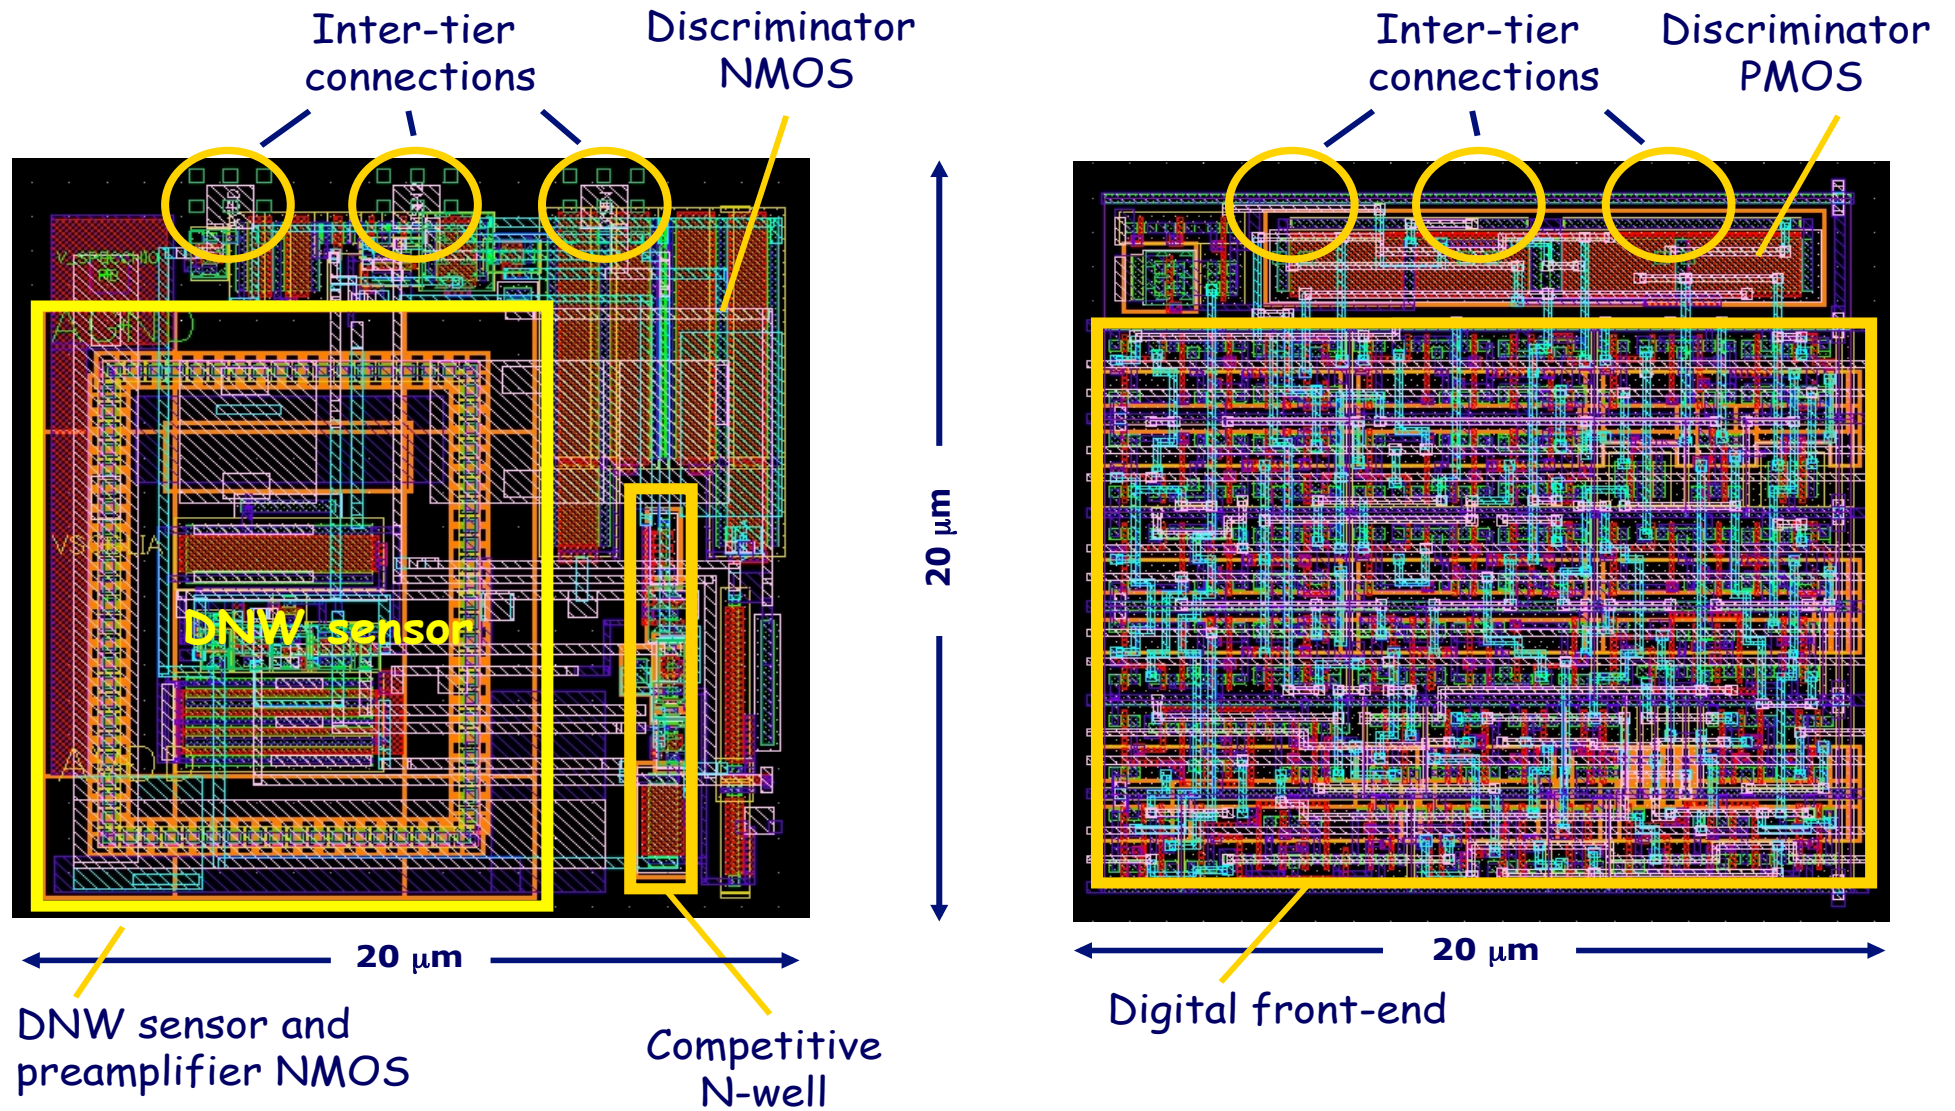 Inter-tier
connections
Discriminator
NMOS
Inter-tier
connections
Discriminator
PMOS
DNW sensor
20 μm
20 μm
20 μm
DNW sensor and
preamplifier NMOS
Competitive
N-well
Digital front-end